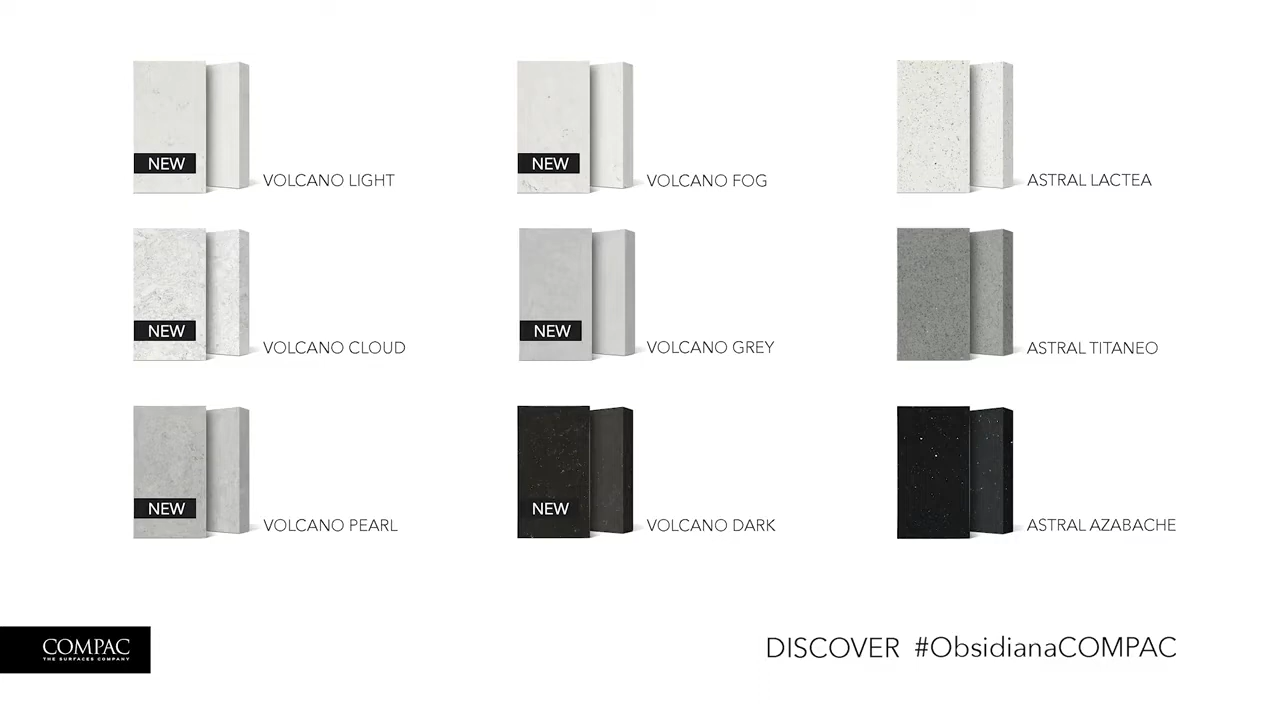 NEW
VOLCANO LIGHT
NEW
VOLCANO FOG
ASTRAL LACTEA
NEW
VOLCANO CLOUD
NEW
VOLCANO GREY
ASTRAL TITANEO
NEW
VOLCANO PEARL
NEW
VOLCANO DARK
ASTRAL AZABACHE
COMPAC
THE SURFACES COMPANY
DISCOVER #ObsidianaCOMPAC